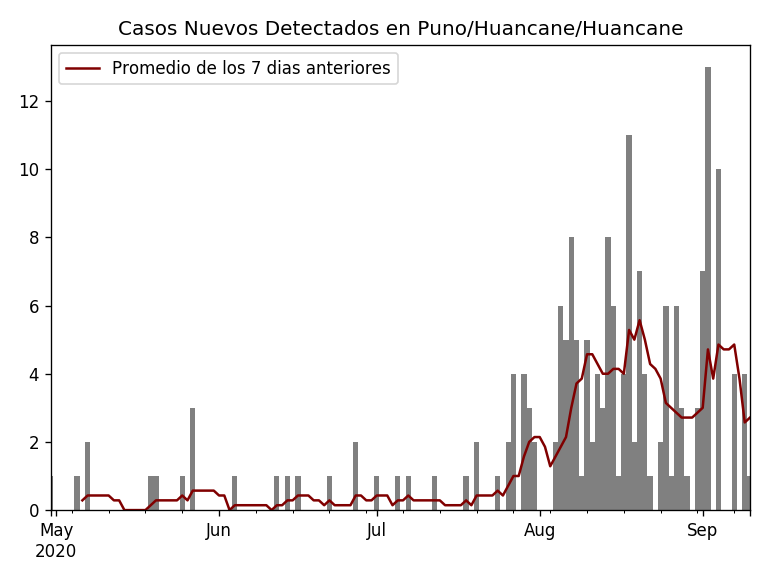 Casos Nuevos Detectados en Puno/Huancane/Huancane
Promedio de los 7 dias anteriores
12
10
8
6
4
2
0
May Jun Jul Aug Sep
2020